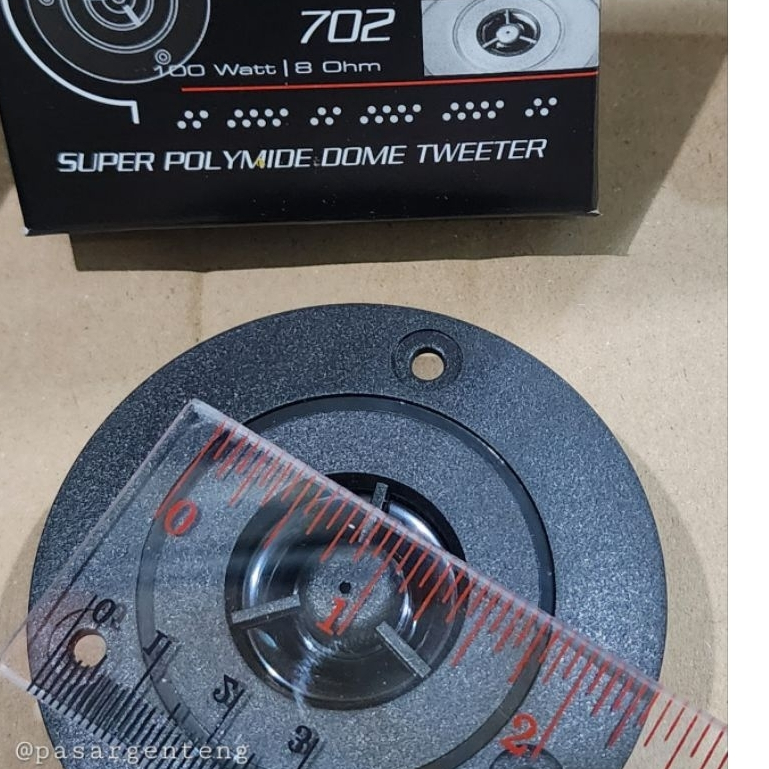 702
100 Watt | 8 Ohm
SUPER POLYMIDE DOME TWEETER
0
1
2
0
1
2
3
@pasargenteng